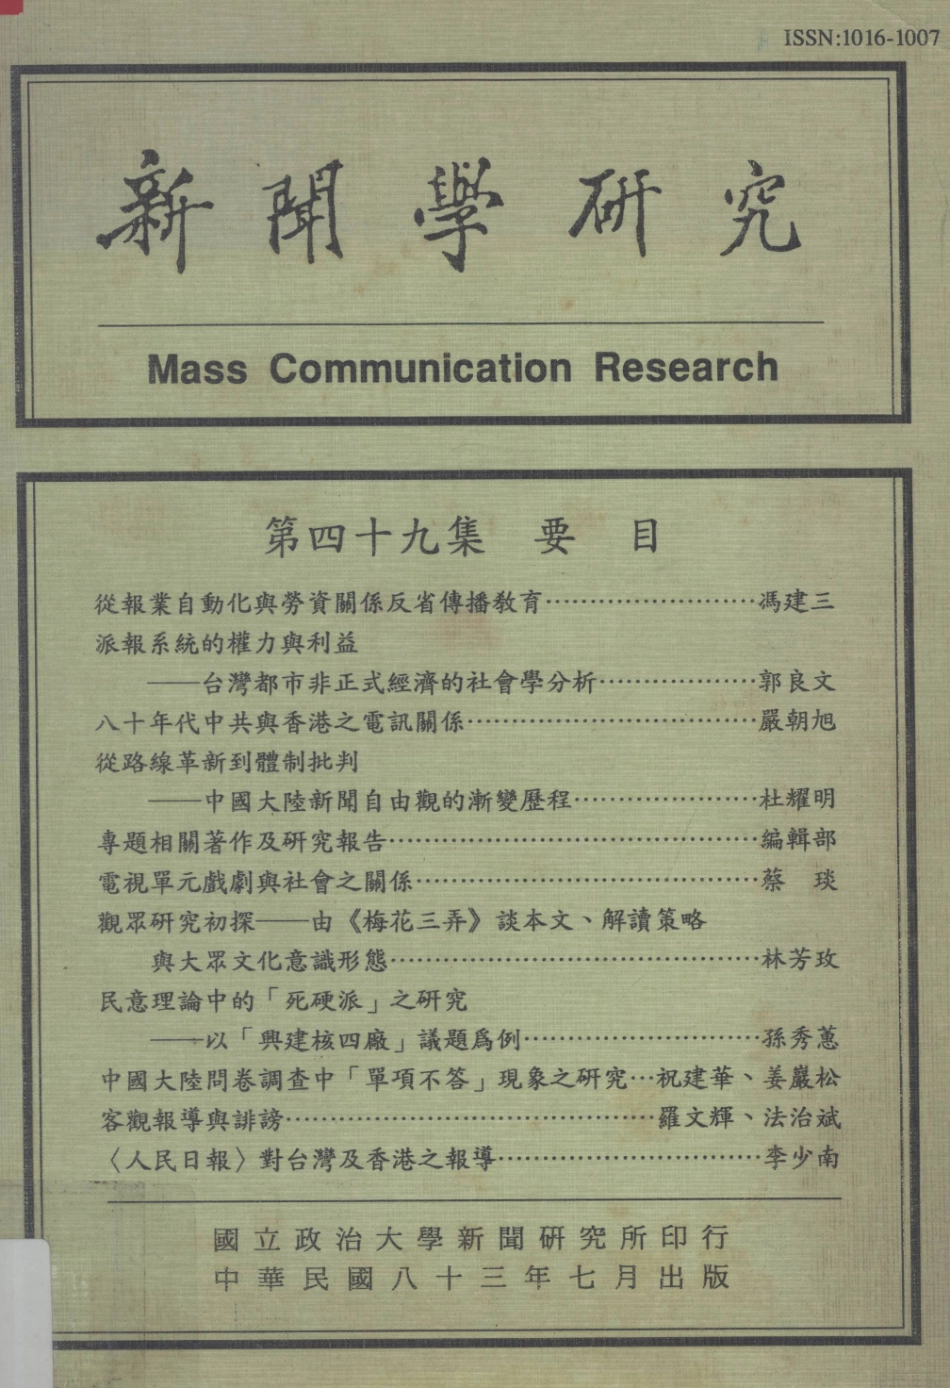 ISSN:1016-1007
新聞學研究
Mass Communication Research
第四十九集 要 目
從報業自動化與勞資關係反省傳播教育………………………馮建三
派報系統的權力與利益
——台灣都市非正式經濟的社會學分析………………郭良文
八十年代中共與香港之電訊關係……………………………嚴朝旭
從路線革新到體制批判
——中國大陸新聞自由觀的漸變歷程…………………杜耀明
專題相關著作及研究報告……………………………………編輯部
電視單元戲劇與社會之關係…………………………………蔡 琰
觀眾研究初探——由《梅花三弄》談本文、解讀策略
與大眾文化意識形態……………………………………林芳玫
民意理論中的「死硬派」之研究
——以「興建核四廠」議題爲例………………………孫秀蕙
中國大陸問卷調查中「單項不答」現象之研究…祝建華、姜巖松
客觀報導與誹謗……………………………………羅文輝、法治斌
〈人民日報〉對台灣及香港之報導…………………………李少南
國立政治大學新聞研究所印行
中華民國八十三年七月出版